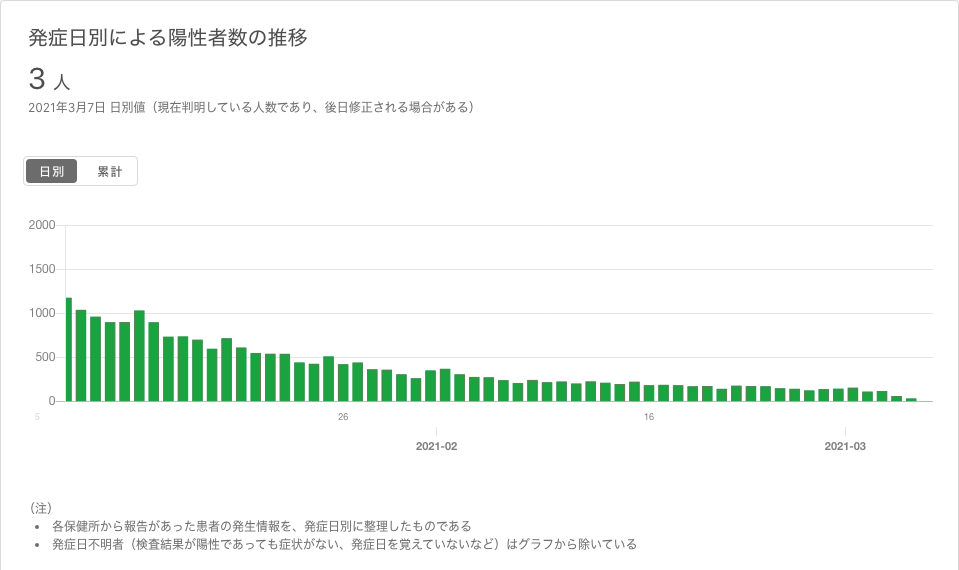 発症日別による陽性者数の推移
3 人
2021年3月7日 日別値（現在判明している人数であり、後日修正される場合がある）
日別 累計
2000
1500
1000
500
0
5 26 16
2021-02 2021-03
（注）
• 各保健所から報告があった患者の発生情報を、発症日別に整理したものである
• 発症日不明者（検査結果が陽性であっても症状がない、発症日を覚えていないなど）はグラフから除いている